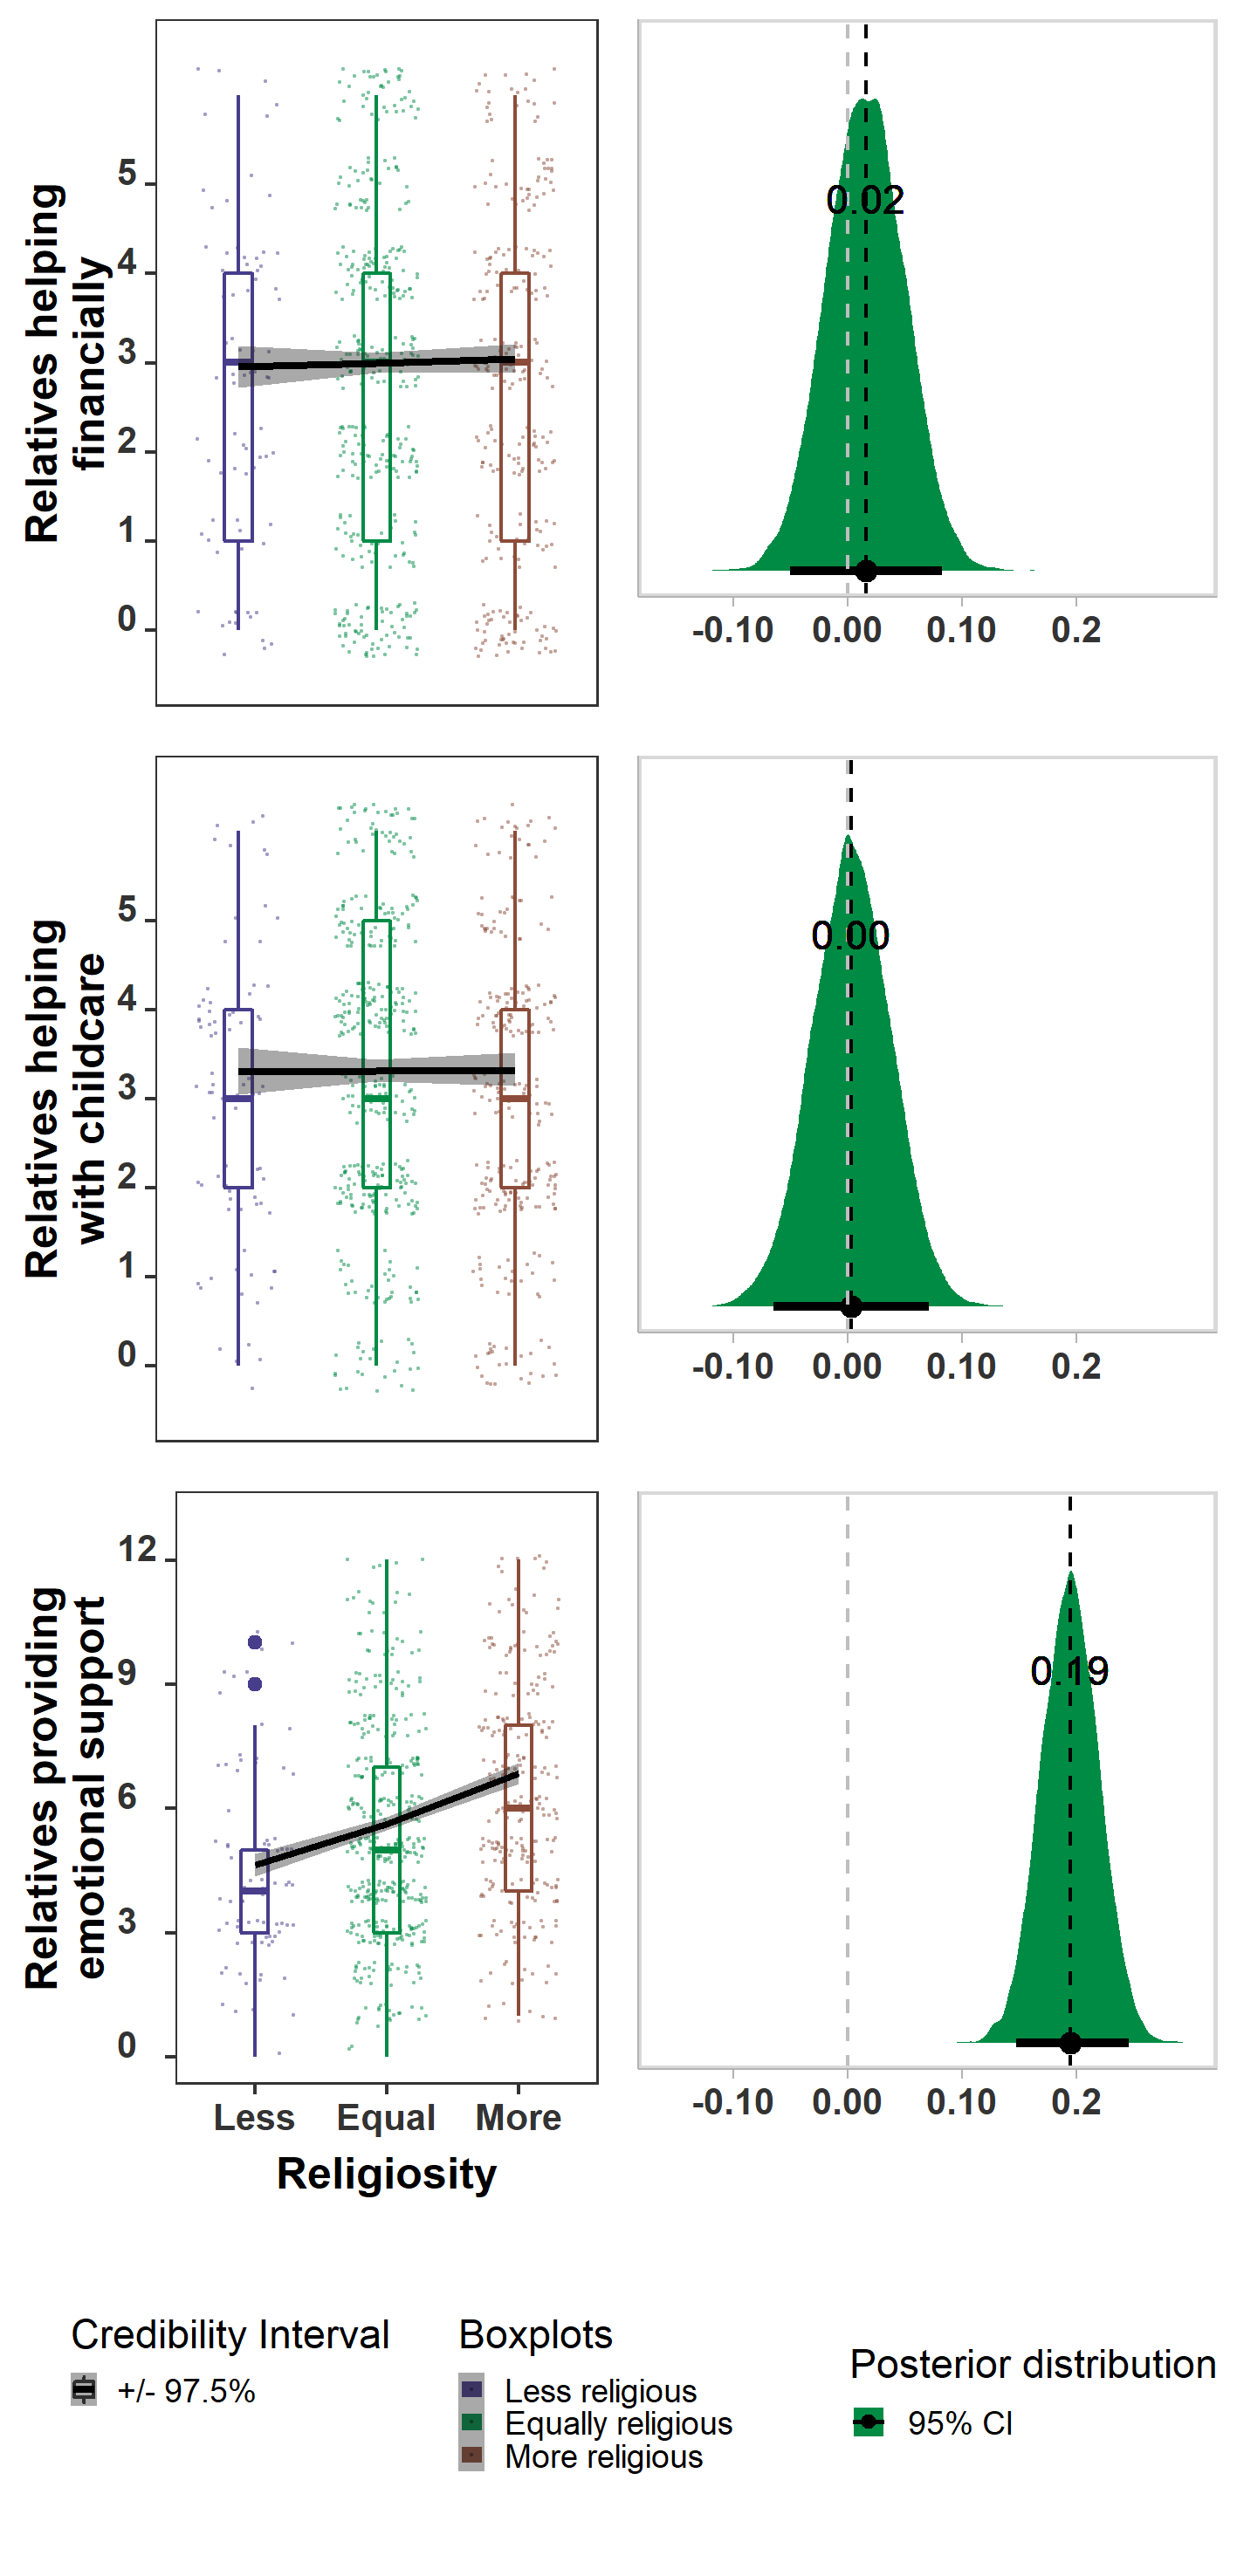 Relatives helping
financially
5
4
3
2
1
0
0.02
-0.10 0.00 0.10 0.2
Relatives helping
with childcare
5
4
3
2
1
0
0.00
-0.10 0.00 0.10 0.2
Relatives providing
emotional support
12
9
6
3
0
Less Equal More
Religiosity
0.19
-0.10 0.00 0.10 0.2
Credibility Interval
+/- 97.5%
Boxplots
Less religious
Equally religious
More religious
Posterior distribution
95% CI